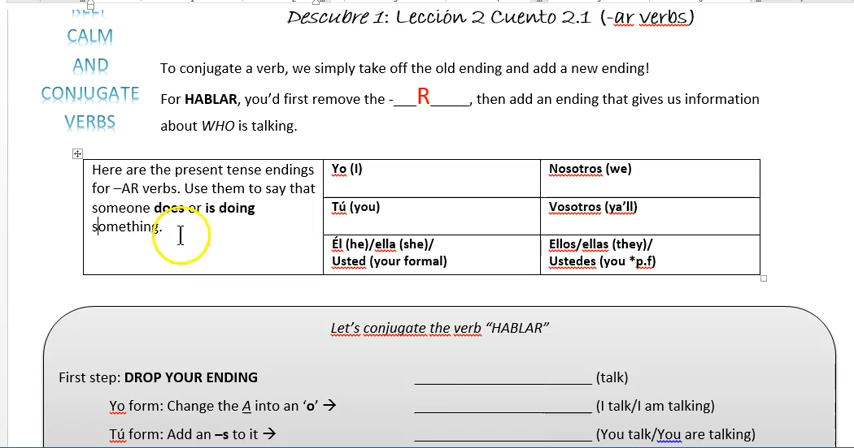 Descubre 1: Lección 2 Cuento 2.1 (-ar verbs)
CALM
AND
CONJUGATE
VERBS
To conjugate a verb, we simply take off the old ending and add a new ending!
For HABLAR, you'd first remove the -___R_____, then add an ending that gives us information
about WHO is talking.
Here are the present tense endings
for –AR verbs. Use them to say that
someone does or is doing
something.
Yo (I)
Nosotros (we)
Tú (you)
Vosotros (ya'll)
Él (he)/ella (she)/
Usted (your formal)
Ellos/ellas (they)/
Ustedes (you *p.f)
Let's conjugate the verb "HABLAR"
First step: DROP YOUR ENDING ______________________ (talk)
Yo form: Change the A into an 'o' → ______________________ (I talk/I am talking)
Tú form: Add an –s to it → ______________________ (You talk/You are talking)